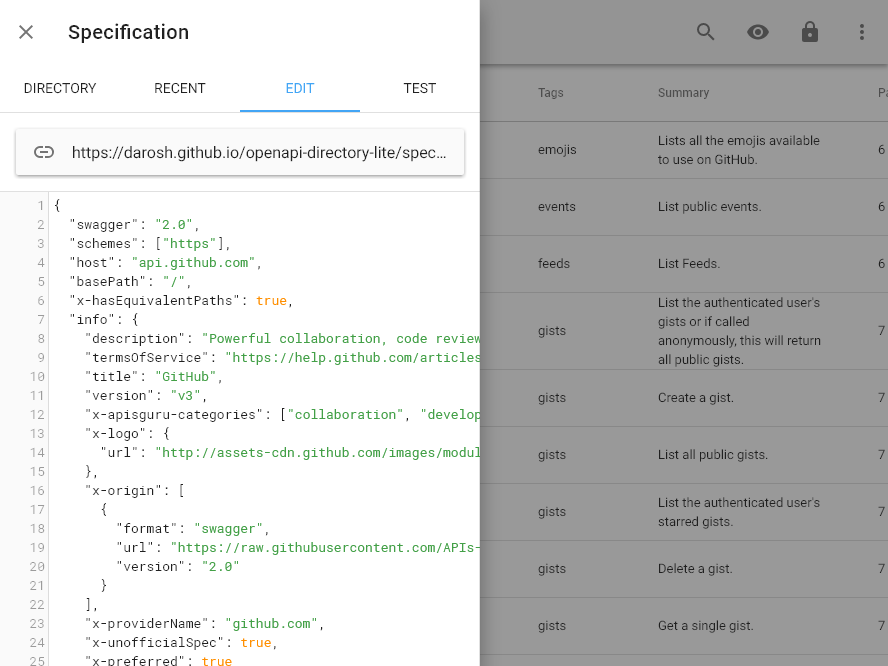 Specification
DIRECTORY
RECENT
EDIT
TEST
https://darosh.github.io/openapi-directory-lite/spec...
1 {
2 "swagger": "2.0",
3 "schemes": ["https"],
4 "host": "api.github.com",
5 "basePath": "/",
6 "x-hasEquivalentPaths": true,
7 "info": {
8 "description": "Powerful collaboration, code review
9 "termsOfService": "https://help.github.com/articles
10 "title": "GitHub",
11 "version": "v3",
12 "x-apisguru-categories": ["collaboration", "develop
13 "x-logo": {
14 "url": "http://assets-cdn.github.com/images/modul
15 },
16 "x-origin": [
17 {
18 "format": "swagger",
19 "url": "https://raw.githubusercontent.com/APIs-
20 "version": "2.0"
21 }
22 ],
23 "x-providerName": "github.com",
24 "x-unofficialSpec": true,
25 "x-preferred": true
Tags Summary Pa
emojis Lists all the emojis available 6
to use on GitHub.
events List public events. 6
feeds List Feeds. 6
gists List the authenticated user's 7
gists or if called
anonymously, this will return
all public gists.
gists Create a gist. 7
gists List all public gists. 7
gists List the authenticated user's 7
starred gists.
gists Delete a gist. 7
gists Get a single gist. 7